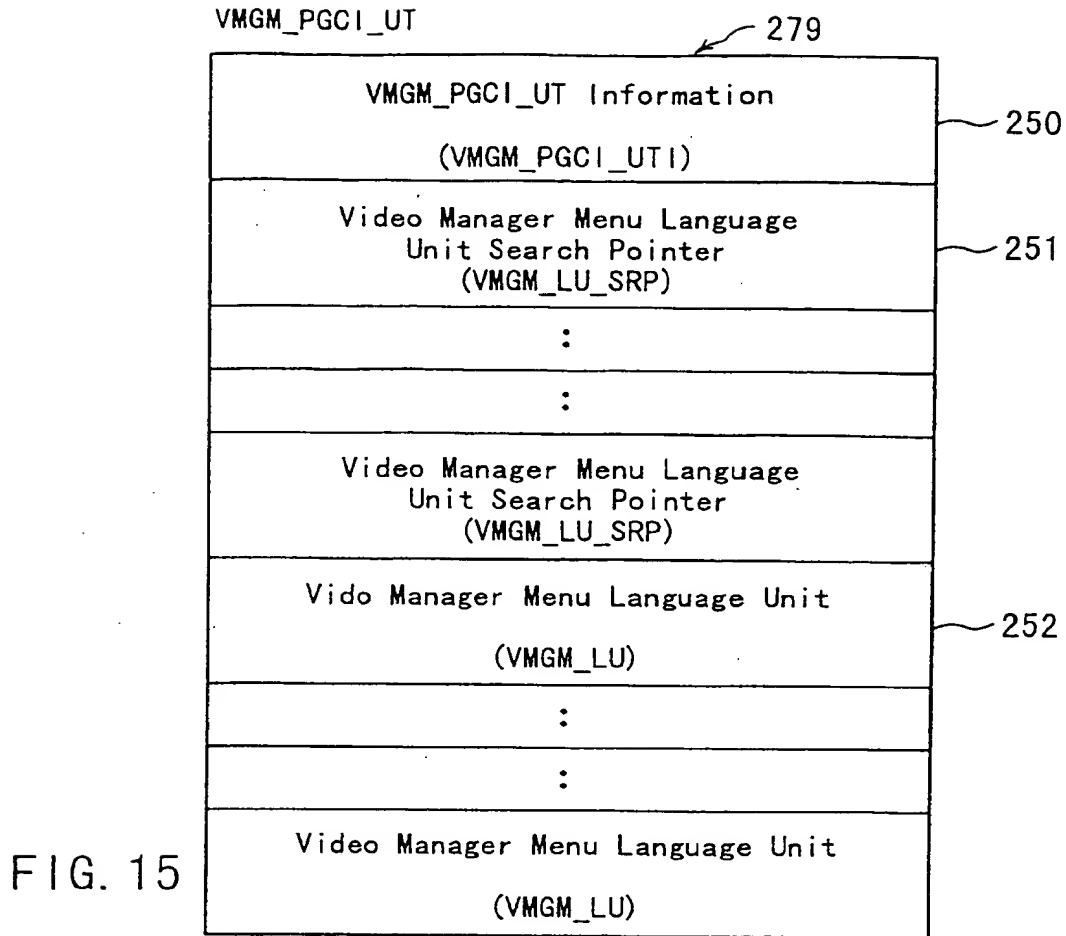 VMGM_PGCI_UT
279
VMGM_PGCI_UT Information
(VMGM_PGCI_UTI)
250
Video Manager Menu Language
Unit Search Pointer
(VMGM_LU_SRP)
251
:
:
Video Manager Menu Language
Unit Search Pointer
(VMGM_LU_SRP)
Vido Manager Menu Language Unit
(VMGM_LU)
252
:
:
Video Manager Menu Language Unit
(VMGM_LU)
FIG. 15